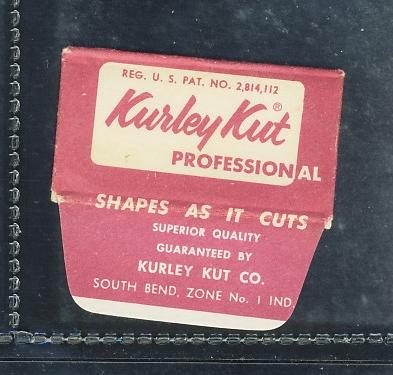 REG. U. S. PAT. NO. 2,814,112
Kurley Kut ®
PROFESSIONAL
SHAPES AS IT CUTS
SUPERIOR QUALITY
GUARANTEED BY
KURLEY KUT CO.
SOUTH BEND, ZONE No. 1 IND.